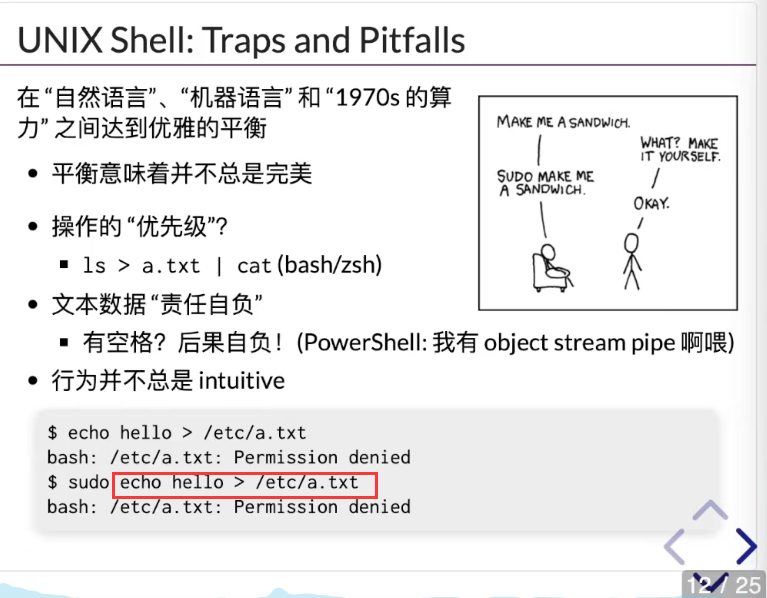 UNIX Shell: Traps and Pitfalls
在 “自然语言”、“机器语言” 和 “1970s 的算
力” 之间达到优雅的平衡
• 平衡意味着并不总是完美
• 操作的 “优先级”?
▪ ls > a.txt | cat (bash/zsh)
• 文本数据 “责任自负”
▪ 有空格？后果自负！(PowerShell: 我有 object stream pipe 啊喂)
• 行为并不总是 intuitive
MAKE ME A SANDWICH.
WHAT? MAKE
IT YOURSELF.
SUDO MAKE ME
A SANDWICH.
OKAY.
$ echo hello > /etc/a.txt
bash: /etc/a.txt: Permission denied
$ sudo echo hello > /etc/a.txt
bash: /etc/a.txt: Permission denied
12 / 25